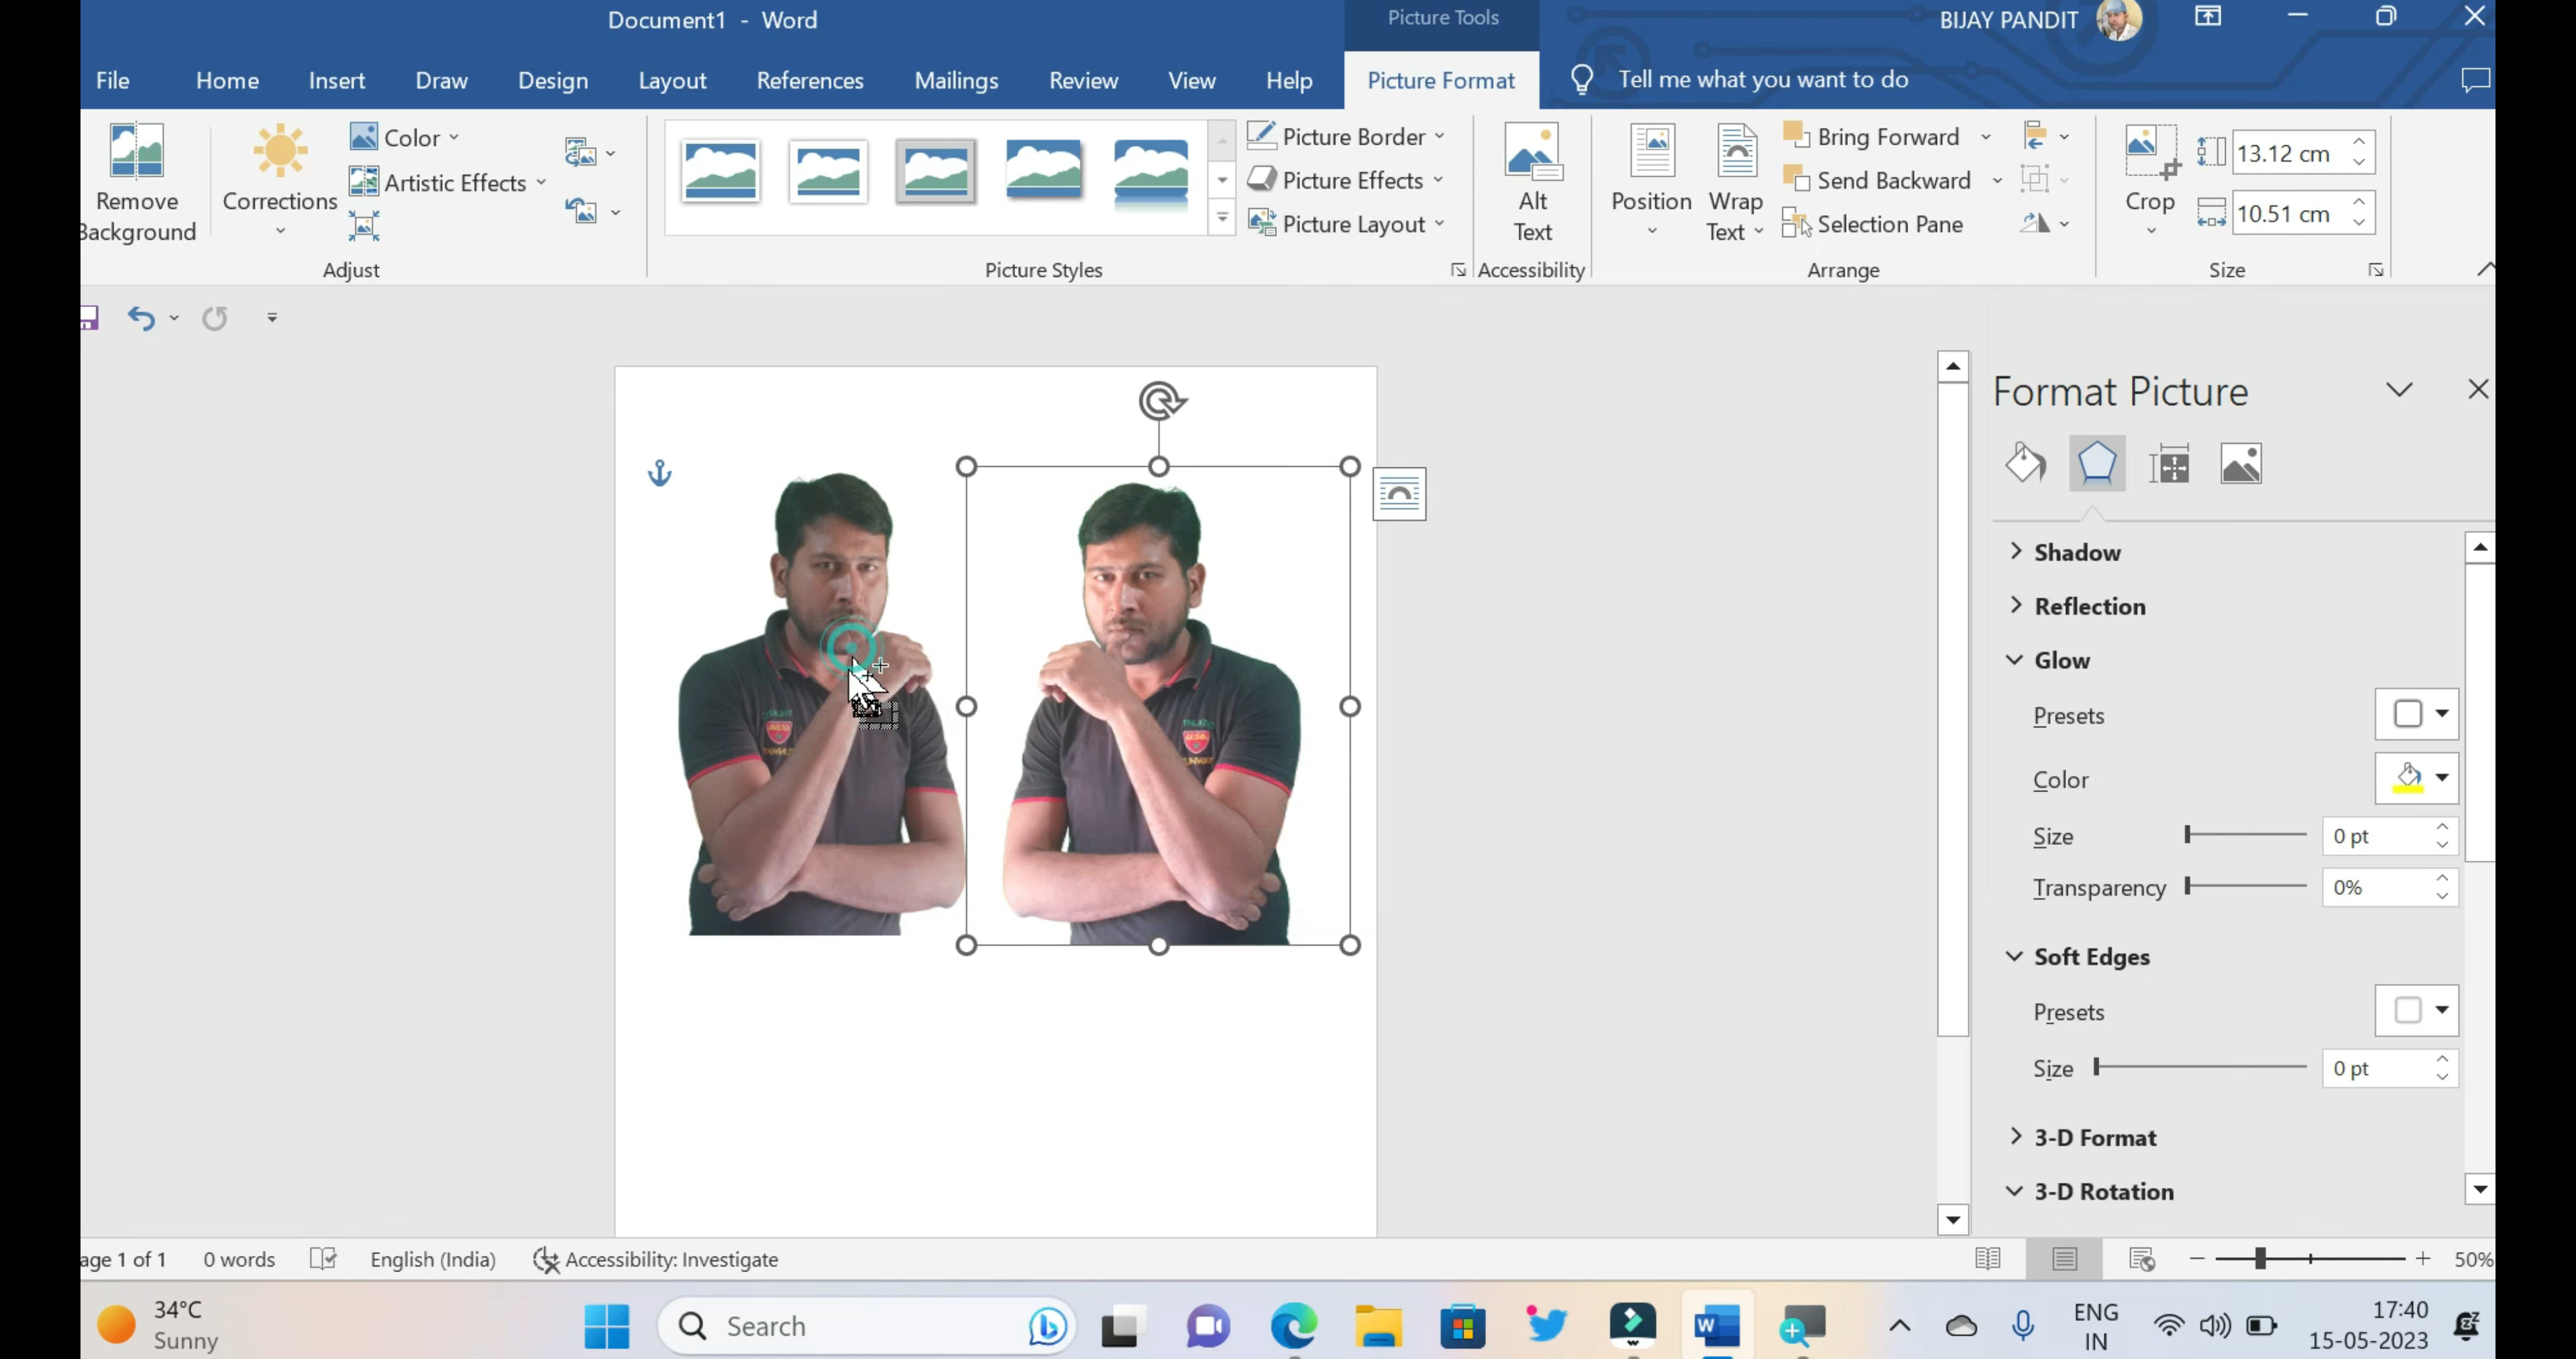 Document1 - Word
Picture Tools
BIJAY PANDIT
File Home Insert Draw Design Layout References Mailings Review View Help Picture Format Tell me what you want to do
Remove
Background
Corrections
Color
Artistic Effects
Adjust
Picture Border
Picture Effects
Picture Layout
Picture Styles
Alt
Text
Accessibility
Position
Wrap
Text
Bring Forward
Send Backward
Selection Pane
Arrange
Crop
13.12 cm
10.51 cm
Size
Format Picture
Shadow
Reflection
Glow
Presets
Color
Size 0 pt
Transparency 0%
Soft Edges
Presets
Size 0 pt
3-D Format
3-D Rotation
age 1 of 1 0 words English (India) Accessibility: Investigate 50%
34°C
Sunny
Search
ENG
IN
17:40
15-05-2023